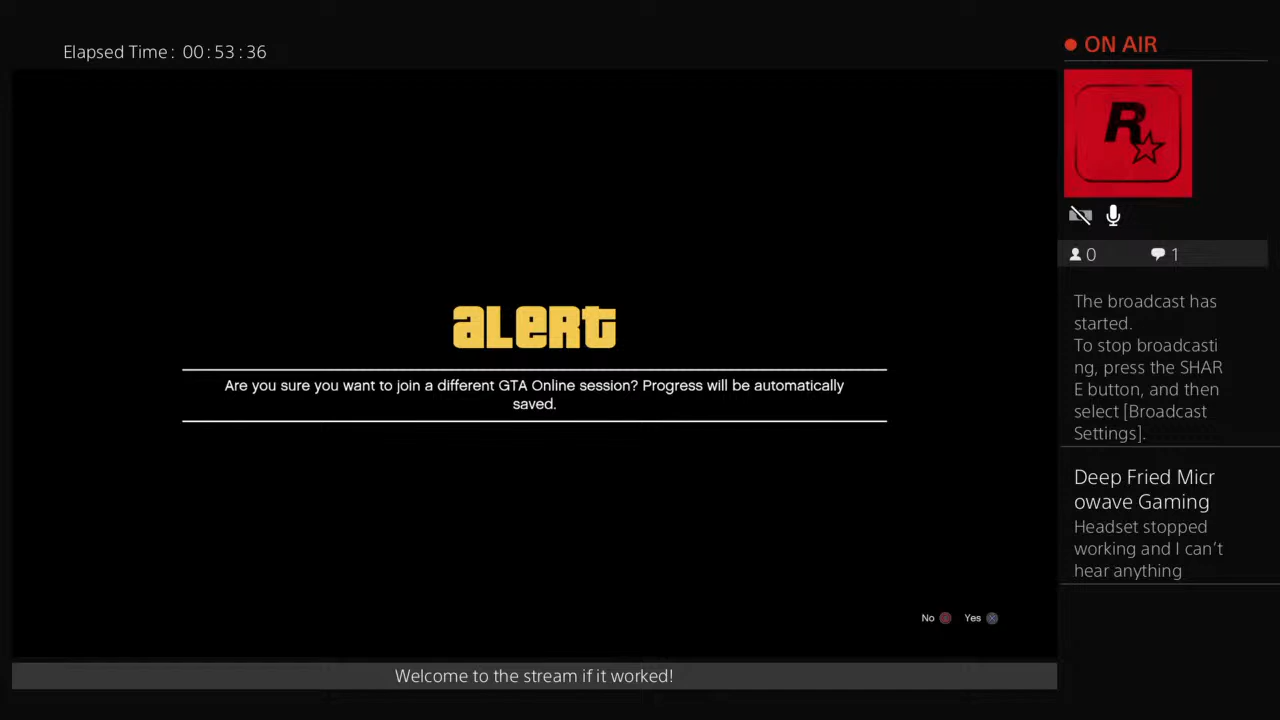 Elapsed Time: 00:53:36
ON AIR
R
0 1
The broadcast has
started.
To stop broadcasti
ng, press the SHAR
E button, and then
select [Broadcast
Settings].
Deep Fried Micr
owave Gaming
Headset stopped
working and I can't
hear anything
alert
Are you sure you want to join a different GTA Online session? Progress will be automatically
saved.
No Yes
Welcome to the stream if it worked!